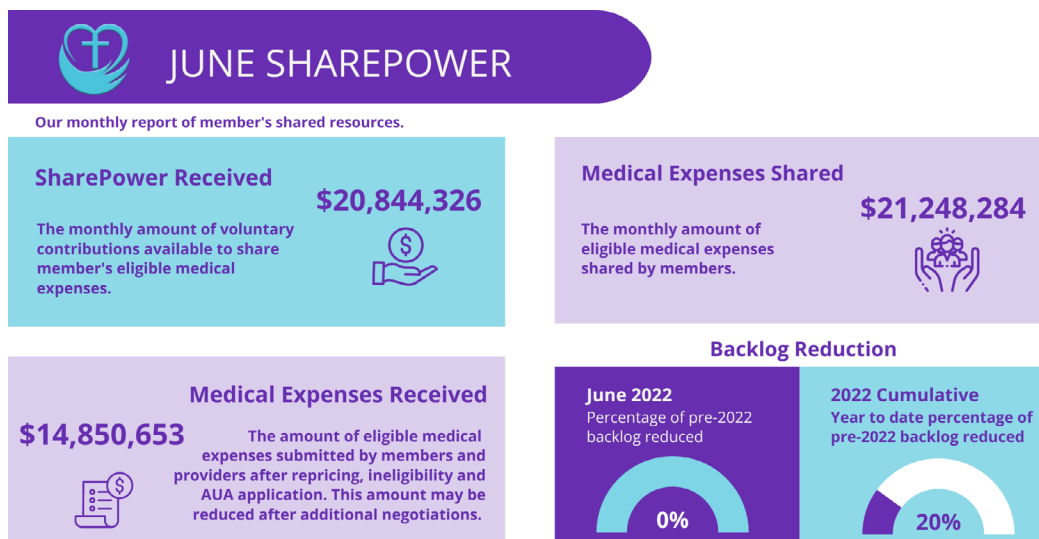 JUNE SHAREPOWER
Our monthly report of member's shared resources.
SharePower Received
$20,844,326
The monthly amount of voluntary
contributions available to share
member's eligible medical
expenses.
Medical Expenses Shared
$21,248,284
The monthly amount of
eligible medical expenses
shared by members.
Medical Expenses Received
$14,850,653
The amount of eligible medical
expenses submitted by members and
providers after repricing, ineligibility and
AUA application. This amount may be
reduced after additional negotiations.
Backlog Reduction
June 2022
Percentage of pre-2022
backlog reduced
0%
2022 Cumulative
Year to date percentage of
pre-2022 backlog reduced
20%